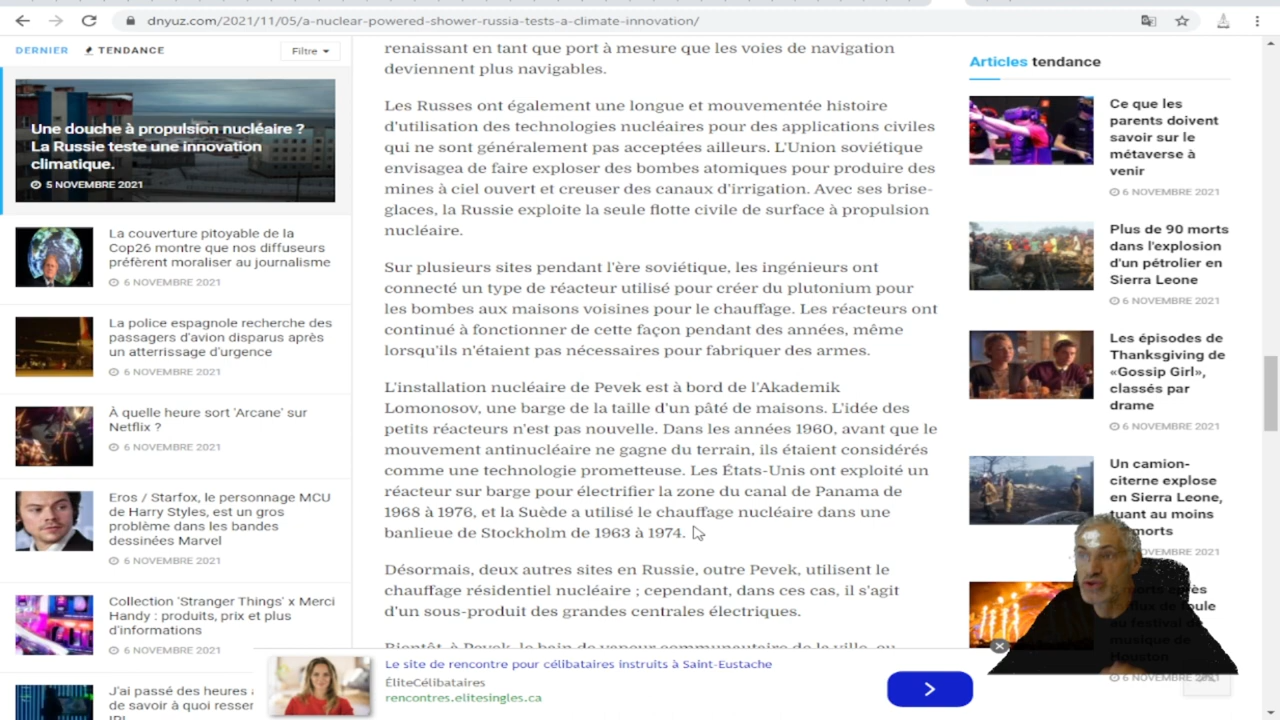 dnyuz.com/2021/11/05/a-nuclear-powered-shower-russia-tests-a-climate-innovation/
DERNIER
TENDANCE
Filtre
Une douche à propulsion nucléaire ?
La Russie teste une innovation
climatique.
5 NOVEMBRE 2021
La couverture pitoyable de la
Cop26 montre que nos diffuseurs
préfèrent moraliser au journalisme
6 NOVEMBRE 2021
La police espagnole recherche des
passagers d'avion disparus après
un atterrissage d'urgence
6 NOVEMBRE 2021
À quelle heure sort 'Arcane' sur
Netflix ?
6 NOVEMBRE 2021
Eros / Starfox, le personnage MCU
de Harry Styles, est un gros
problème dans les bandes
dessinées Marvel
6 NOVEMBRE 2021
Collection 'Stranger Things' x Merci
Handy : produits, prix et plus
d'informations
6 NOVEMBRE 2021
J'ai passé des heures
de savoir à quoi resser
renaissant en tant que port à mesure que les voies de navigation
deviennent plus navigables.
Les Russes ont également une longue et mouvementée histoire
d'utilisation des technologies nucléaires pour des applications civiles
qui ne sont généralement pas acceptées ailleurs. L'Union soviétique
envisagea de faire exploser des bombes atomiques pour produire des
mines à ciel ouvert et creuser des canaux d'irrigation. Avec ses brise-
glaces, la Russie exploite la seule flotte civile de surface à propulsion
nucléaire.
Sur plusieurs sites pendant l'ère soviétique, les ingénieurs ont
connecté un type de réacteur utilisé pour créer du plutonium pour
les bombes aux maisons voisines pour le chauffage. Les réacteurs ont
continué à fonctionner de cette façon pendant des années, même
lorsqu'ils n'étaient pas nécessaires pour fabriquer des armes.
L'installation nucléaire de Pevek est à bord de l'Akademik
Lomonosov, une barge de la taille d'un pâté de maisons. L'idée des
petits réacteurs n'est pas nouvelle. Dans les années 1960, avant que le
mouvement antinucléaire ne gagne du terrain, ils étaient considérés
comme une technologie prometteuse. Les États-Unis ont exploité un
réacteur sur barge pour électrifier la zone du canal de Panama de
1968 à 1976, et la Suède a utilisé le chauffage nucléaire dans une
banlieue de Stockholm de 1963 à 1974.
Désormais, deux autres sites en Russie, outre Pevek, utilisent le
chauffage résidentiel nucléaire ; cependant, dans ces cas, il s'agit
d'un sous-produit des grandes centrales électriques.
Bientôt, à Pevek, le bain de vapeur communautaire de la ville, ou
Le site de rencontre pour célibataires instruits à Saint-Eustache
ÉliteCélibataires
rencontres.elitesingles.ca
Articles tendance
Ce que les
parents doivent
savoir sur le
métaverse à
venir
6 NOVEMBRE 2021
Plus de 90 morts
dans l'explosion
d'un pétrolier en
Sierra Leone
6 NOVEMBRE 2021
Les épisodes de
Thanksgiving de
«Gossip Girl»,
classés par
drame
6 NOVEMBRE 2021
Un camion-
citerne explose
en Sierra Leone,
tuant au moins
morts
NOVEMBRE 2021
morts après
foule
au festival de
musique de
Houston
6 NOVEMBRE 2021